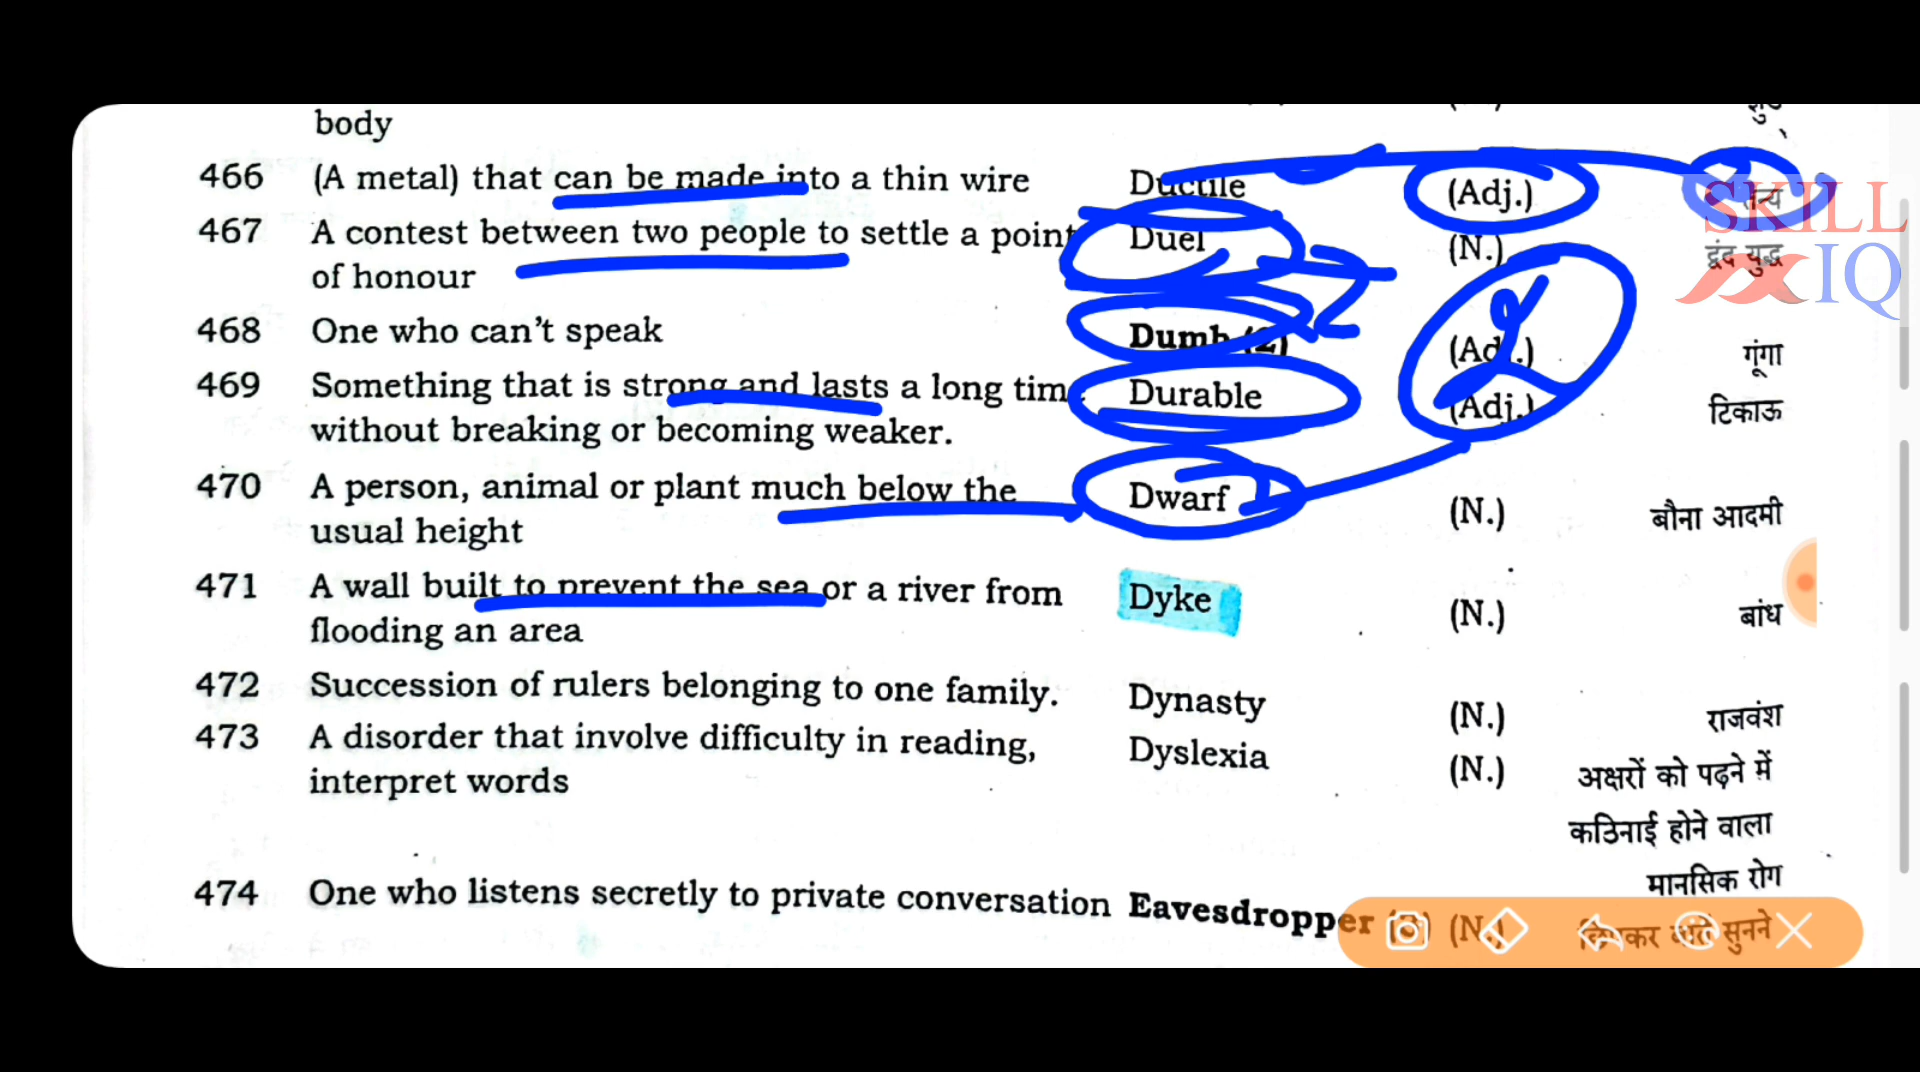 body
466 (A metal) that can be made into a thin wire Ductile (Adj.) तन्य
467 A contest between two people to settle a point Duel (N.) द्वंद युद्ध
of honour
468 One who can't speak Dumb (2) (Adj.) गूंगा
469 Something that is strong and lasts a long time Durable (Adj.) टिकाऊ
without breaking or becoming weaker.
470 A person, animal or plant much below the Dwarf (N.) बौना आदमी
usual height
471 A wall built to prevent the sea or a river from Dyke (N.) बांध
flooding an area
472 Succession of rulers belonging to one family. Dynasty (N.) राजवंश
473 A disorder that involve difficulty in reading, Dyslexia (N.) अक्षरों को पढ़ने में
interpret words कठिनाई होने वाला
मानसिक रोग
474 One who listens secretly to private conversation Eavesdropper (N.) सुनने
SKILL
IQ